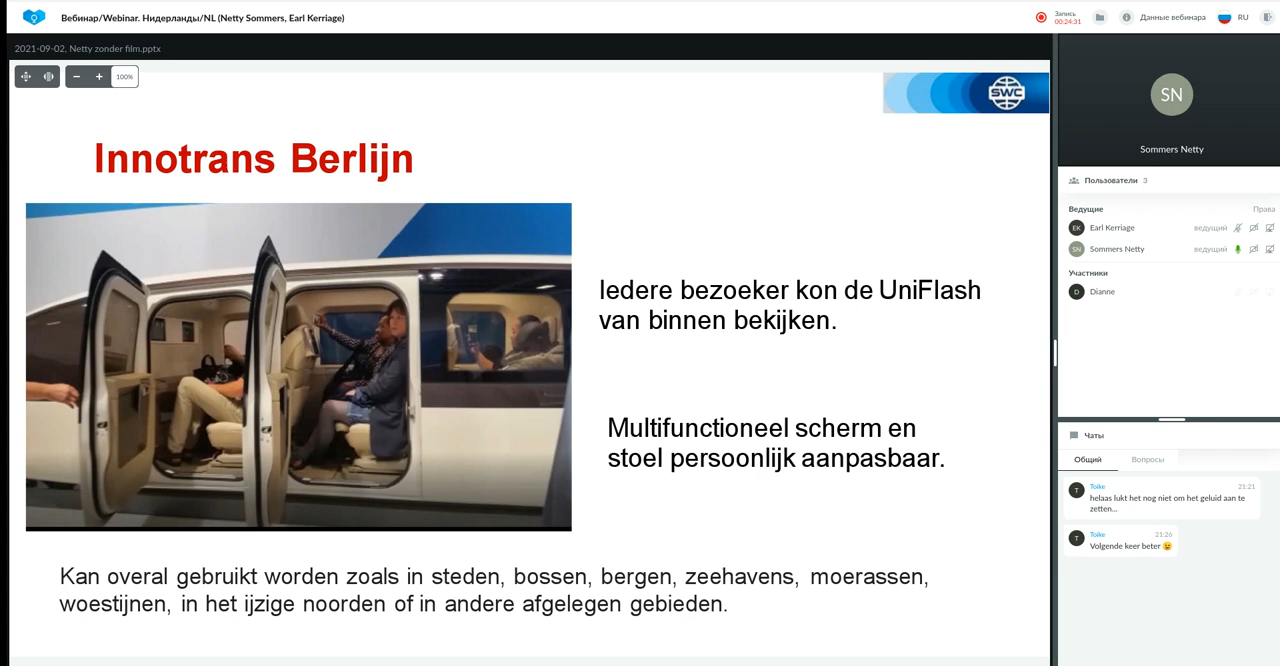 Вебинар/Webinar. Нидерланды/NL (Netty Sommers, Earl Kerriage)
Запись
00:24:31
Данные вебинара
RU
2021-09-02, Netty zonder film.pptx
100%
SWC
SN
Sommers Netty
Innotrans Berlijn
Iedere bezoeker kon de UniFlash
van binnen bekijken.
Multifunctioneel scherm en
stoel persoonlijk aanpasbaar.
Kan overal gebruikt worden zoals in steden, bossen, bergen, zeehavens, moerassen,
woestijnen, in het ijzige noorden of in andere afgelegen gebieden.
Пользователи 3
Ведущие Права
EK Earl Kerriage ведущий
SN Sommers Netty ведущий
Участники
D Dianne
Чаты
Общий Вопросы
T Toike 21:21
helaas lukt het nog niet om het geluid aan te
zetten...
T Toike 21:26
Volgende keer beter 😉